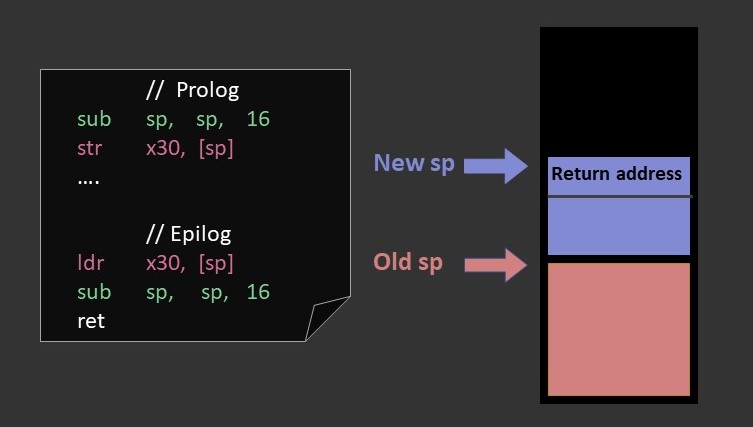 // Prolog
sub sp, sp, 16
str x30, [sp]
....
// Epilog
ldr x30, [sp]
sub sp, sp, 16
ret
New sp
Return address
Old sp